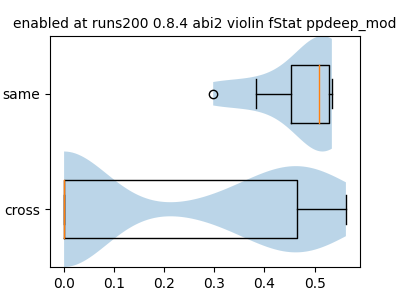 enabled at runs200 0.8.4 abi2 violin fStat ppdeep_mod
same
cross
0.0 0.1 0.2 0.3 0.4 0.5